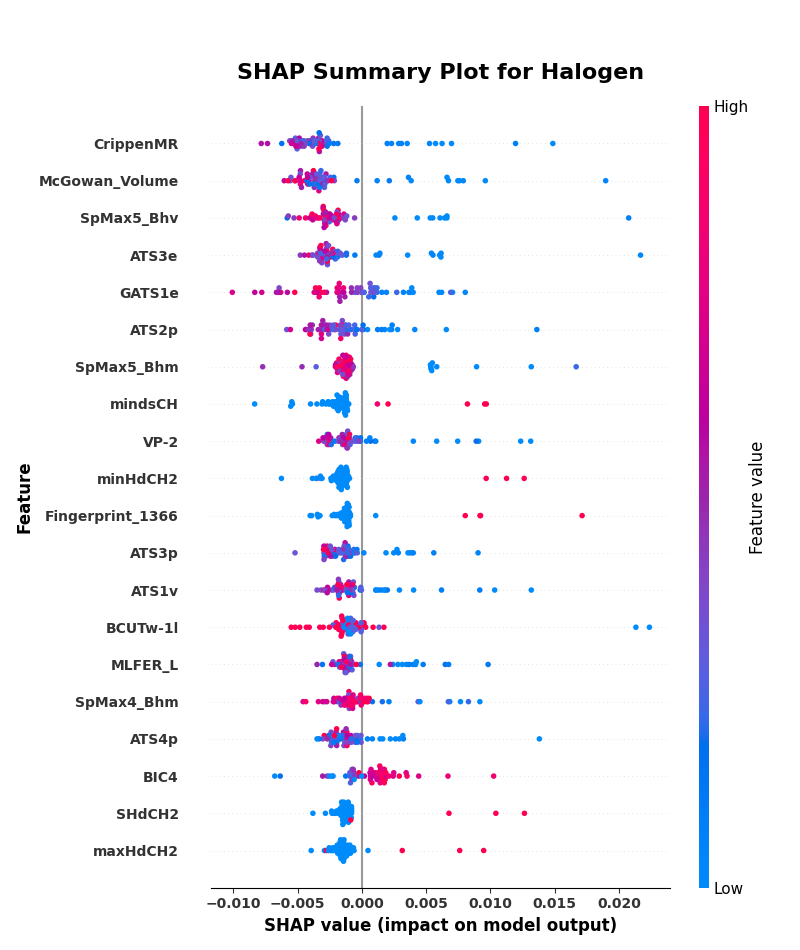 SHAP Summary Plot for Halogen
High
CrippenMR
McGowan_Volume
SpMax5_Bhv
ATS3e
GATS1e
ATS2p
SpMax5_Bhm
mindsCH
VP-2
minHdCH2
Fingerprint_1366
ATS3p
ATS1v
BCUTw-1l
MLFER_L
SpMax4_Bhm
ATS4p
BIC4
SHdCH2
maxHdCH2
Feature
Feature value
Low
−0.010 −0.005 0.000 0.005 0.010 0.015 0.020
SHAP value (impact on model output)